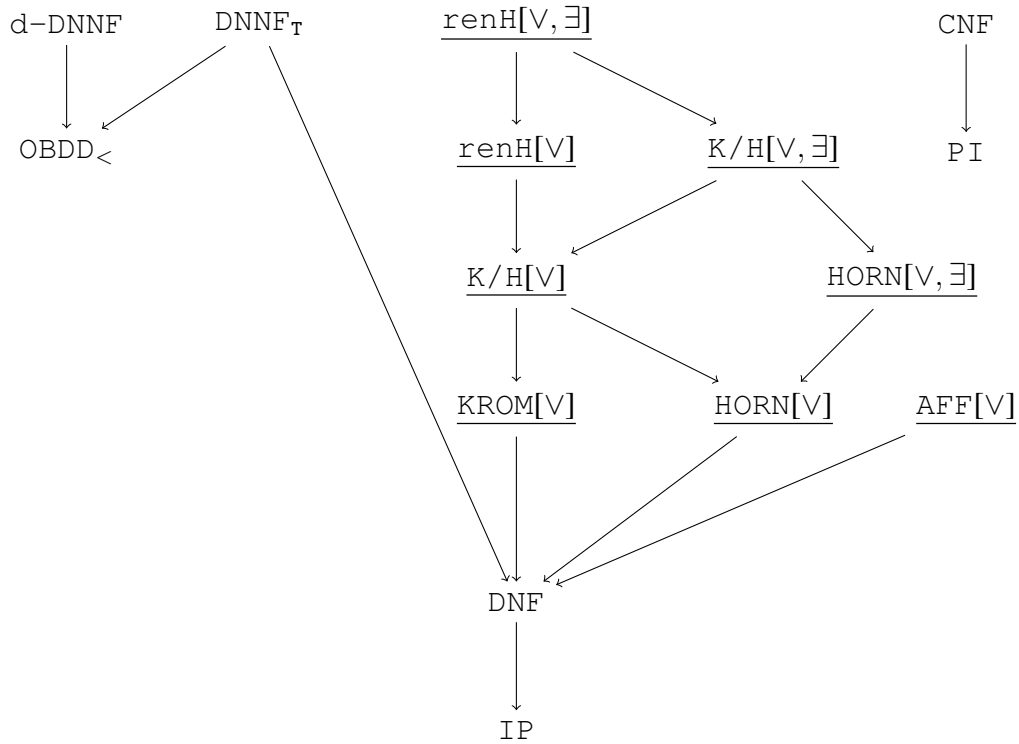 d-DNNF DNNF_T renH[∨, ∃] CNF
OBDD_< renH[∨] K/H[∨, ∃] PI
K/H[∨] HORN[∨, ∃]
KROM[∨] HORN[∨] AFF[∨]
DNF
IP